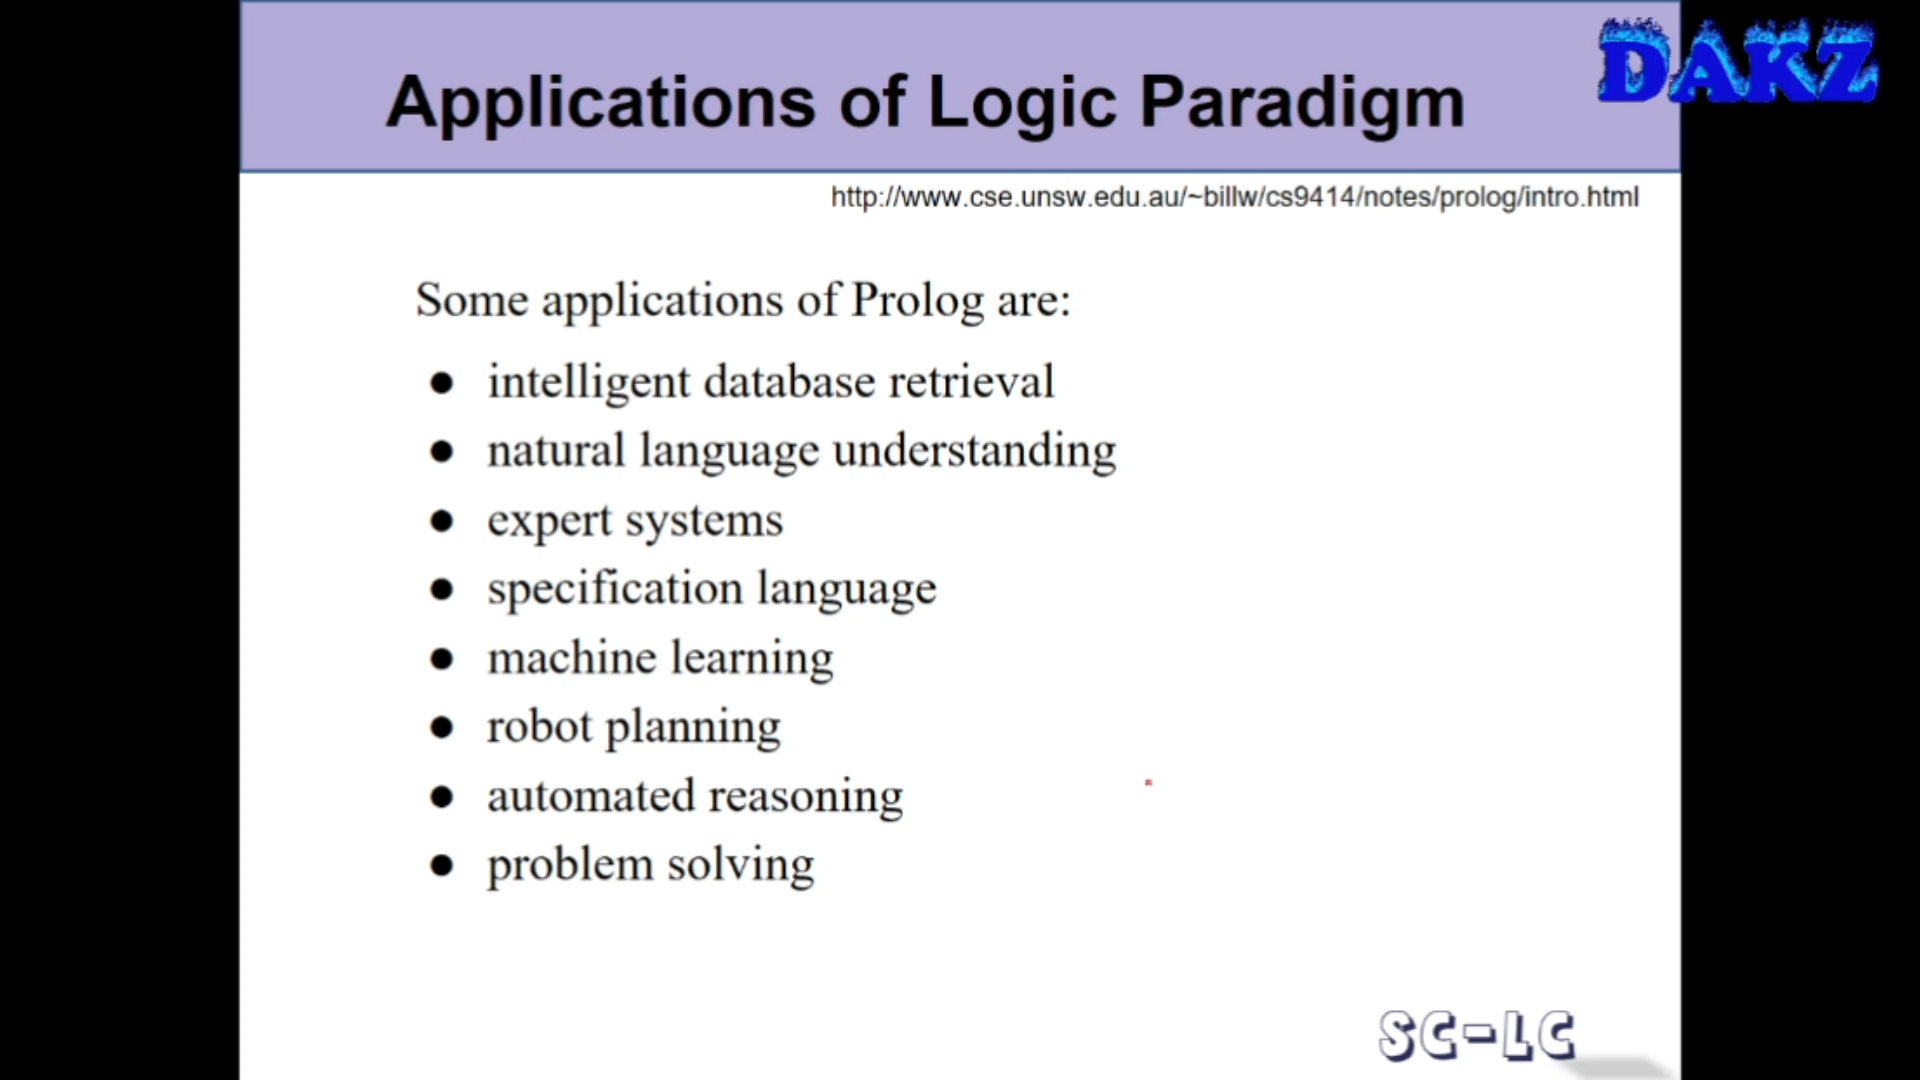 Applications of Logic Paradigm
DAKZ
http://www.cse.unsw.edu.au/~billw/cs9414/notes/prolog/intro.html
Some applications of Prolog are:
● intelligent database retrieval
● natural language understanding
● expert systems
● specification language
● machine learning
● robot planning
● automated reasoning
● problem solving
SC-LC